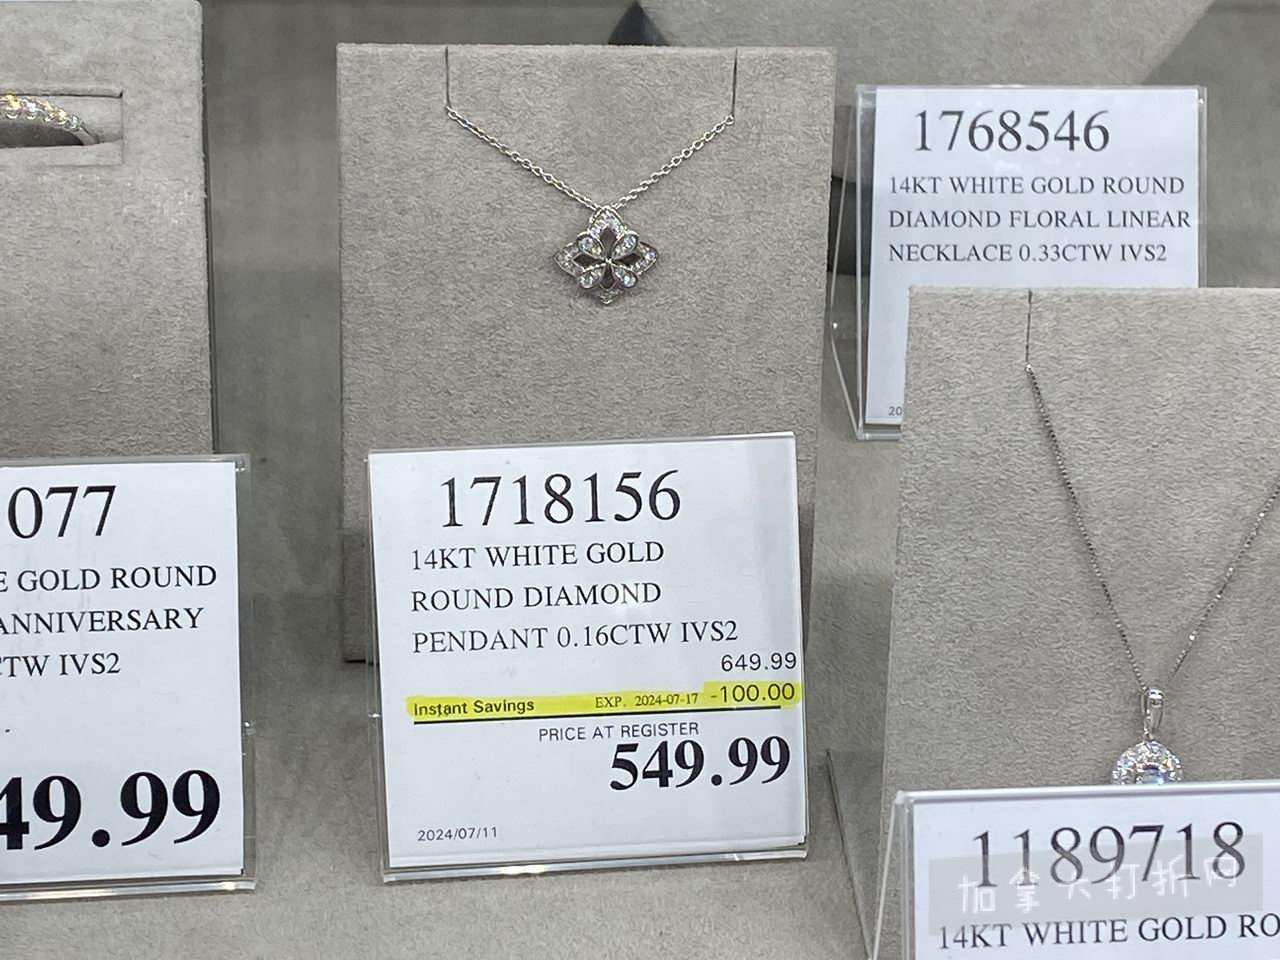 1768546
14KT WHITE GOLD ROUND
DIAMOND FLORAL LINEAR
NECKLACE 0.33CTW IVS2
20
077
E GOLD ROUND
ANNIVERSARY
CTW IVS2
49.99
1718156
14KT WHITE GOLD
ROUND DIAMOND
PENDANT 0.16CTW IVS2
649.99
Instant Savings EXP. 2024-07-17 -100.00
PRICE AT REGISTER
549.99
2024/07/11
1189718
加拿大打折网
14KT WHITE GOLD RO